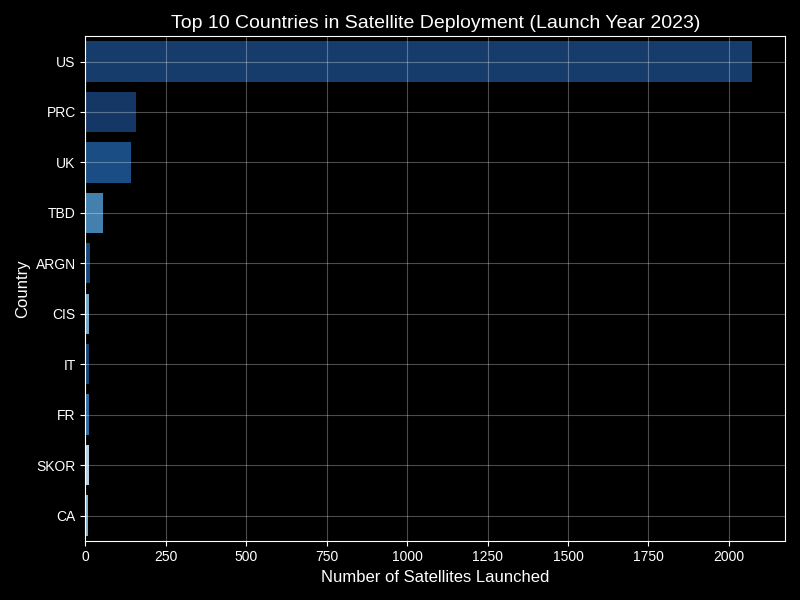 Top 10 Countries in Satellite Deployment (Launch Year 2023)
Country
US
PRC
UK
TBD
ARGN
CIS
IT
FR
SKOR
CA
0 250 500 750 1000 1250 1500 1750 2000
Number of Satellites Launched